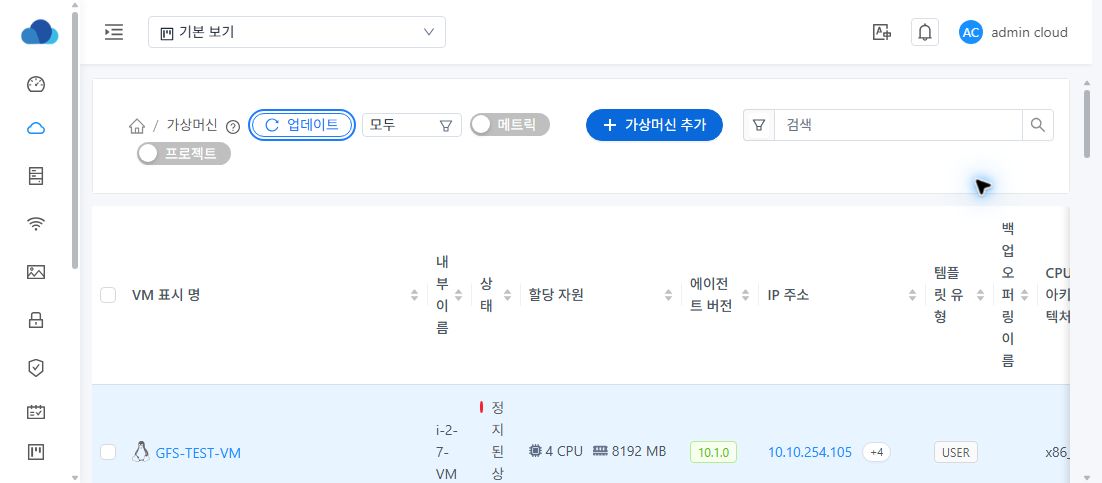 기본 보기
AC admin cloud
/ 가상머신 업데이트 모두 메트릭 가상머신 추가 검색
프로젝트
VM 표시 명
내
부
이
름
상
태
할당 자원
에이전
트 버전
IP 주소
템플
릿 유
형
백
업
오
퍼
링
이
름
CPU
아키
텍처
GFS-TEST-VM
i-2-
7-
VM
정
지
된
상
4 CPU 8192 MB
10.1.0
10.10.254.105 +4
USER
x86_